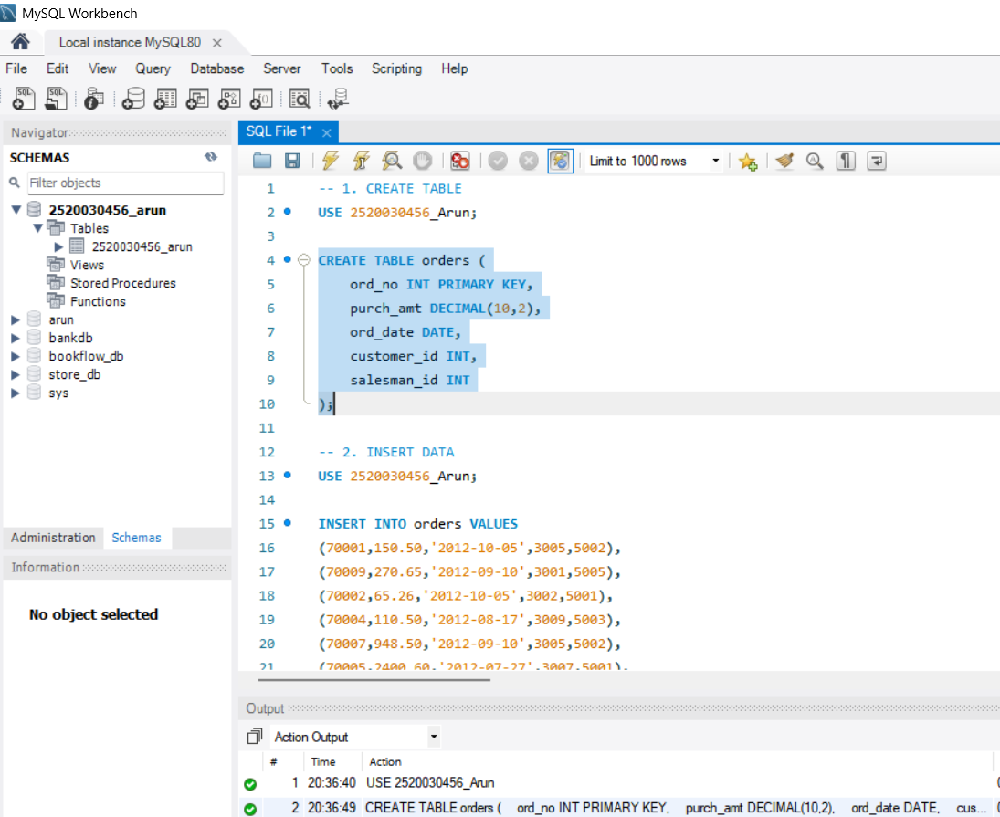 MySQL Workbench
Local instance MySQL80
File Edit View Query Database Server Tools Scripting Help
Navigator
SCHEMAS
Filter objects
2520030456_arun
Tables
2520030456_arun
Views
Stored Procedures
Functions
arun
bankdb
bookflow_db
store_db
sys
Administration Schemas
Information
No object selected
SQL File 1*
Limit to 1000 rows
1 -- 1. CREATE TABLE
2 USE 2520030456_Arun;
3
4 CREATE TABLE orders (
5 ord_no INT PRIMARY KEY,
6 purch_amt DECIMAL(10,2),
7 ord_date DATE,
8 customer_id INT,
9 salesman_id INT
10 );
11
12 -- 2. INSERT DATA
13 USE 2520030456_Arun;
14
15 INSERT INTO orders VALUES
16 (70001,150.50,'2012-10-05',3005,5002),
17 (70009,270.65,'2012-09-10',3001,5005),
18 (70002,65.26,'2012-10-05',3002,5001),
19 (70004,110.50,'2012-08-17',3009,5003),
20 (70007,948.50,'2012-09-10',3005,5002),
21 (70005,2400.60,'2012-07-27',3007,5001),
Output
Action Output
# Time Action
1 20:36:40 USE 2520030456_Arun
2 20:36:49 CREATE TABLE orders ( ord_no INT PRIMARY KEY, purch_amt DECIMAL(10,2), ord_date DATE, cus...